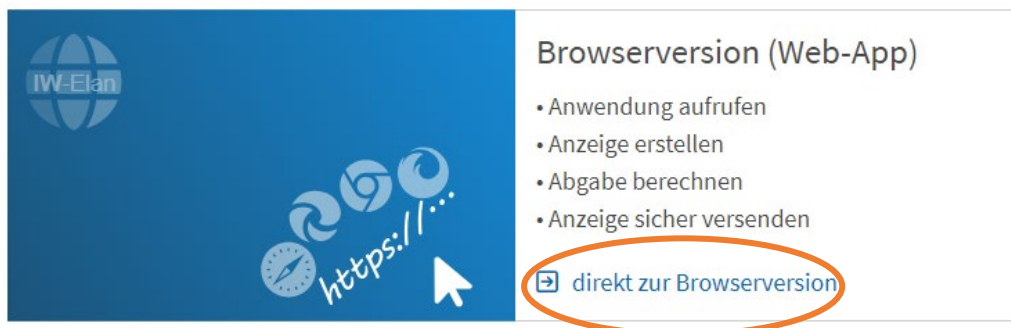 IW-Elan
https://...
Browserversion (Web-App)
• Anwendung aufrufen
• Anzeige erstellen
• Abgabe berechnen
• Anzeige sicher versenden
direkt zur Browserversion